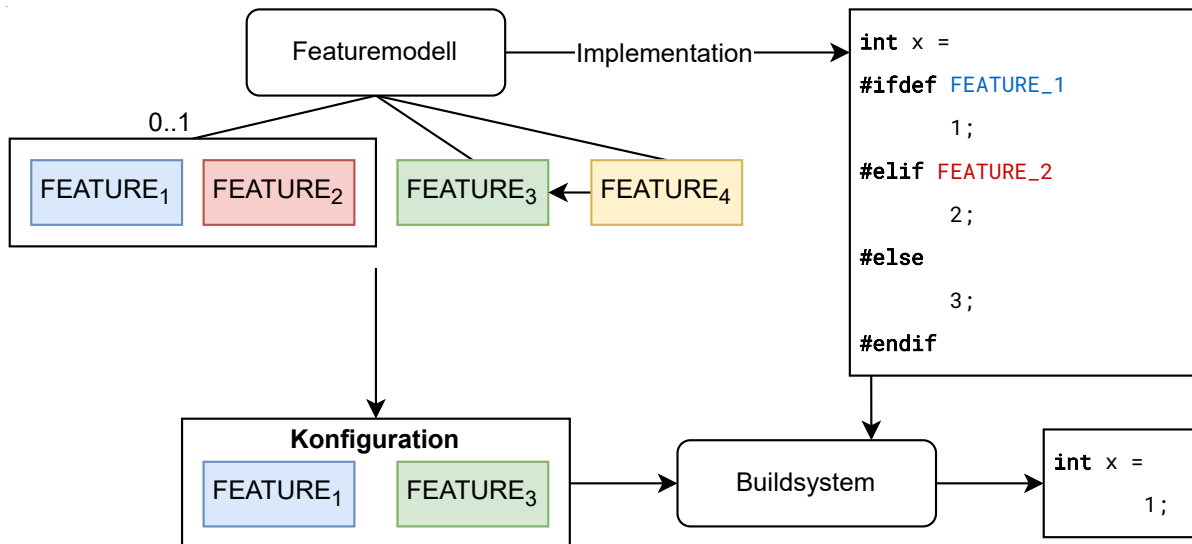 Featuremodell
Implementation
0..1
FEATURE₁
FEATURE₂
FEATURE₃
FEATURE₄
int x =
#ifdef FEATURE_1
1;
#elif FEATURE_2
2;
#else
3;
#endif
Konfiguration
FEATURE₁
FEATURE₃
Buildsystem
int x =
1;